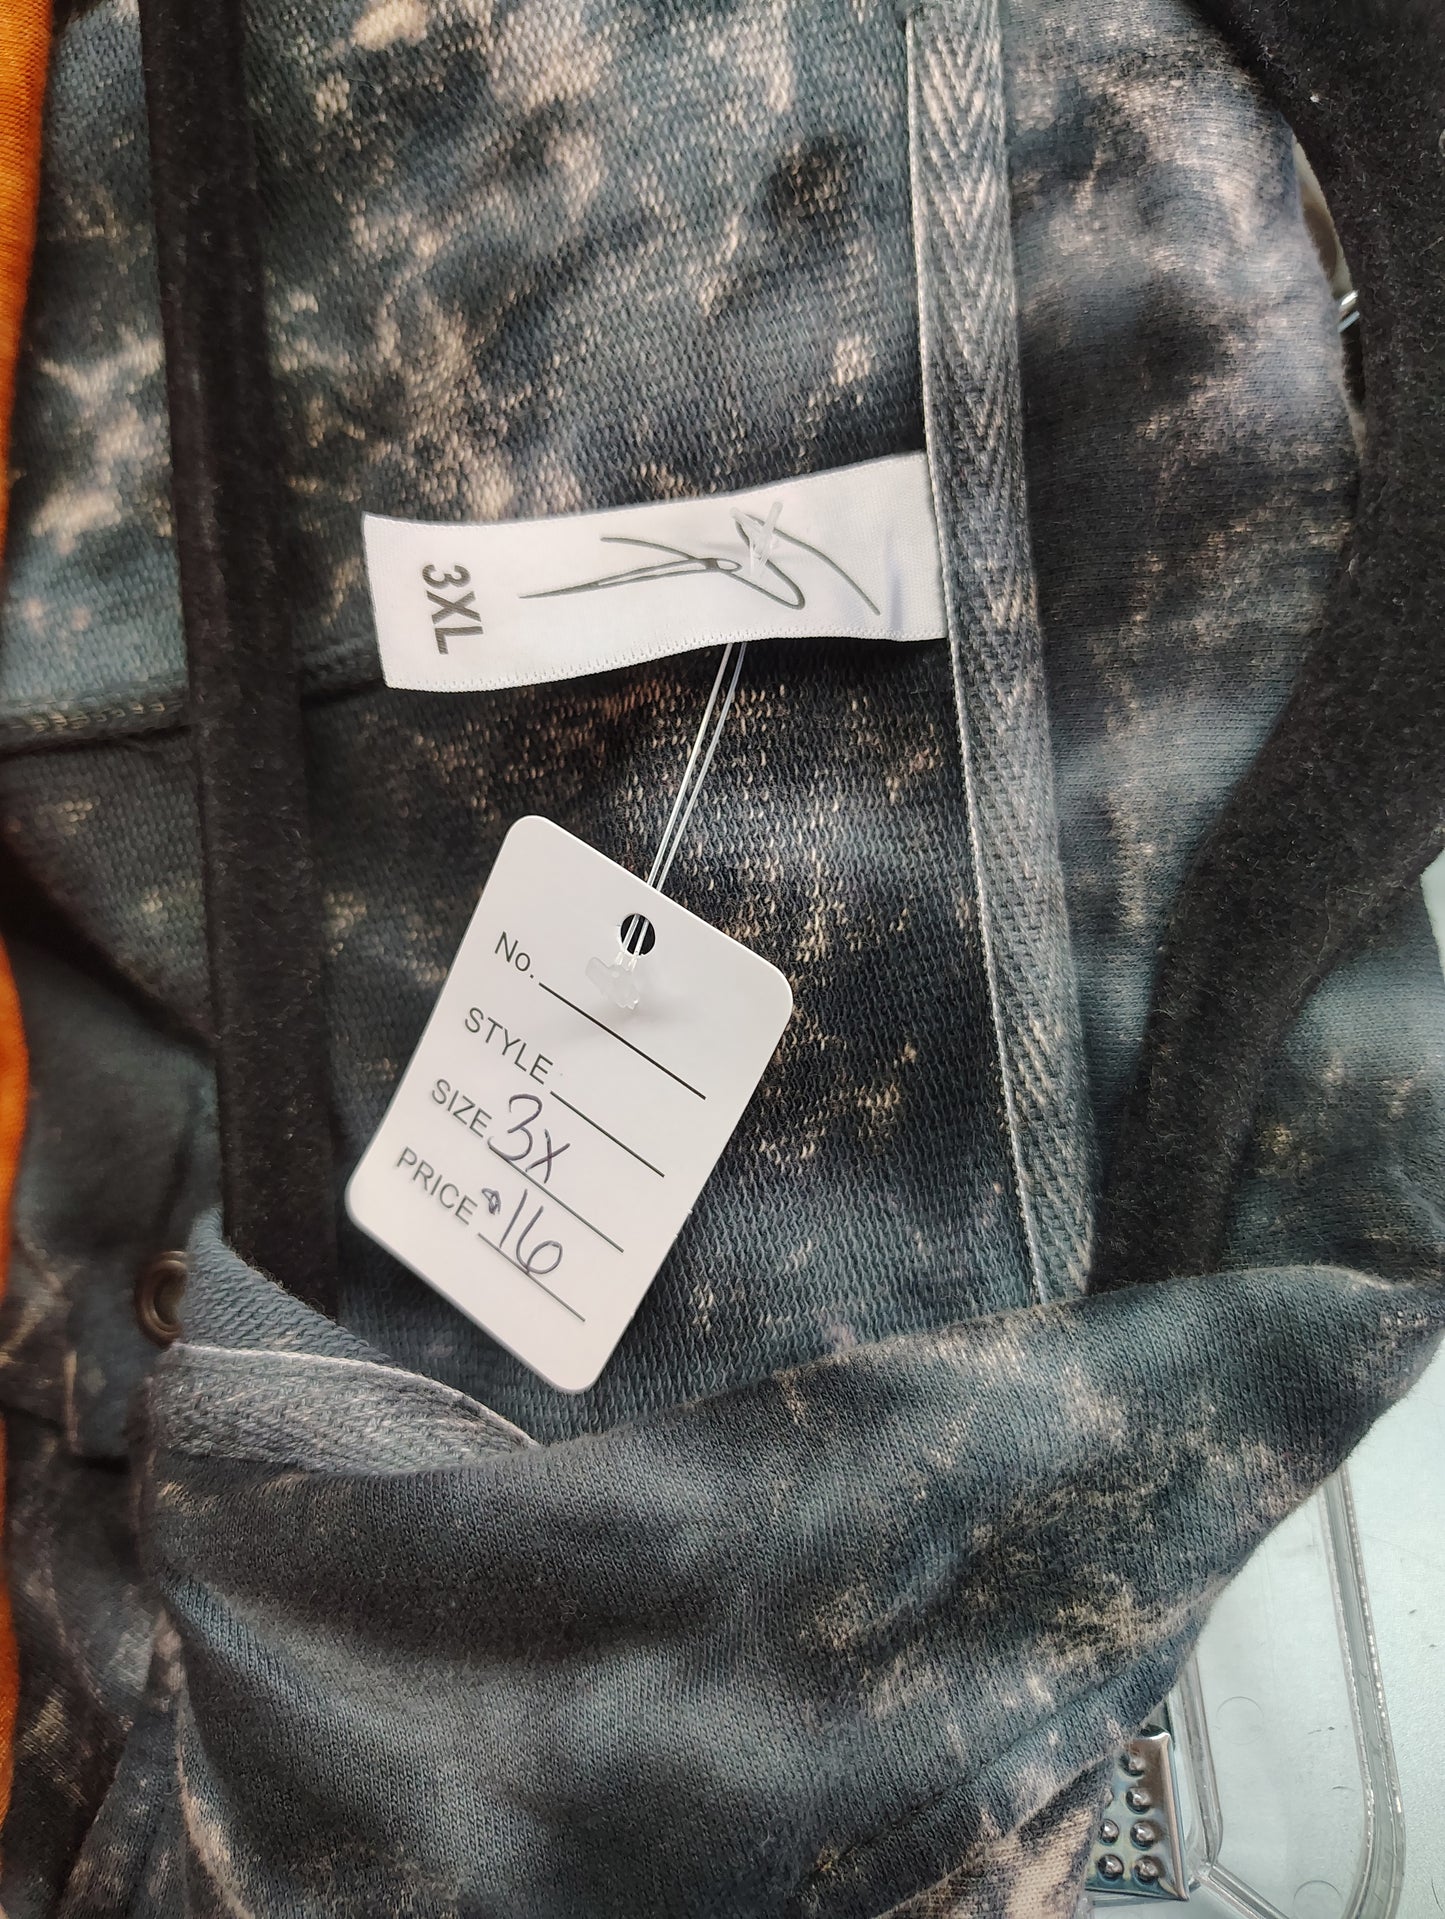 3XL
No.
STYLE
SIZE 3X
PRICE $16